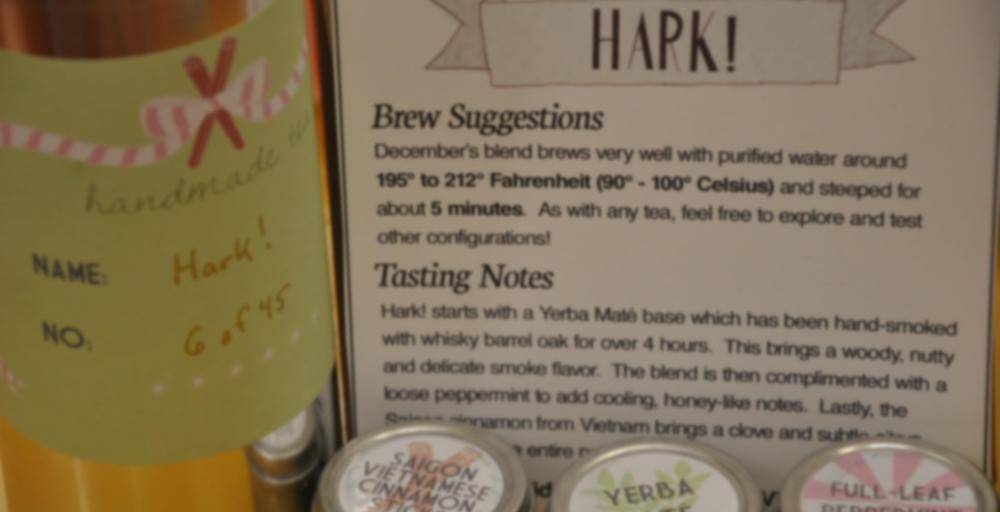 HARK!
Brew Suggestions
December's blend brews very well with purified water around
195° to 212° Fahrenheit (90° - 100° Celsius) and steeped for
about 5 minutes. As with any tea, feel free to explore and test
other configurations!
Tasting Notes
Hark! starts with a Yerba Maté base which has been hand-smoked
with whisky barrel oak for over 4 hours. This brings a woody, nutty
and delicate smoke flavor. The blend is then complimented with a
loose peppermint to add cooling, honey-like notes. Lastly, the
Saigon cinnamon from Vietnam brings a clove and subtle
entire
handmade
NAME: Hark!
NO: 6 of 45
SAIGON
VIETNAMESE
CINNAMON
YERBA
FULL-LEAF
PEPPERMINT